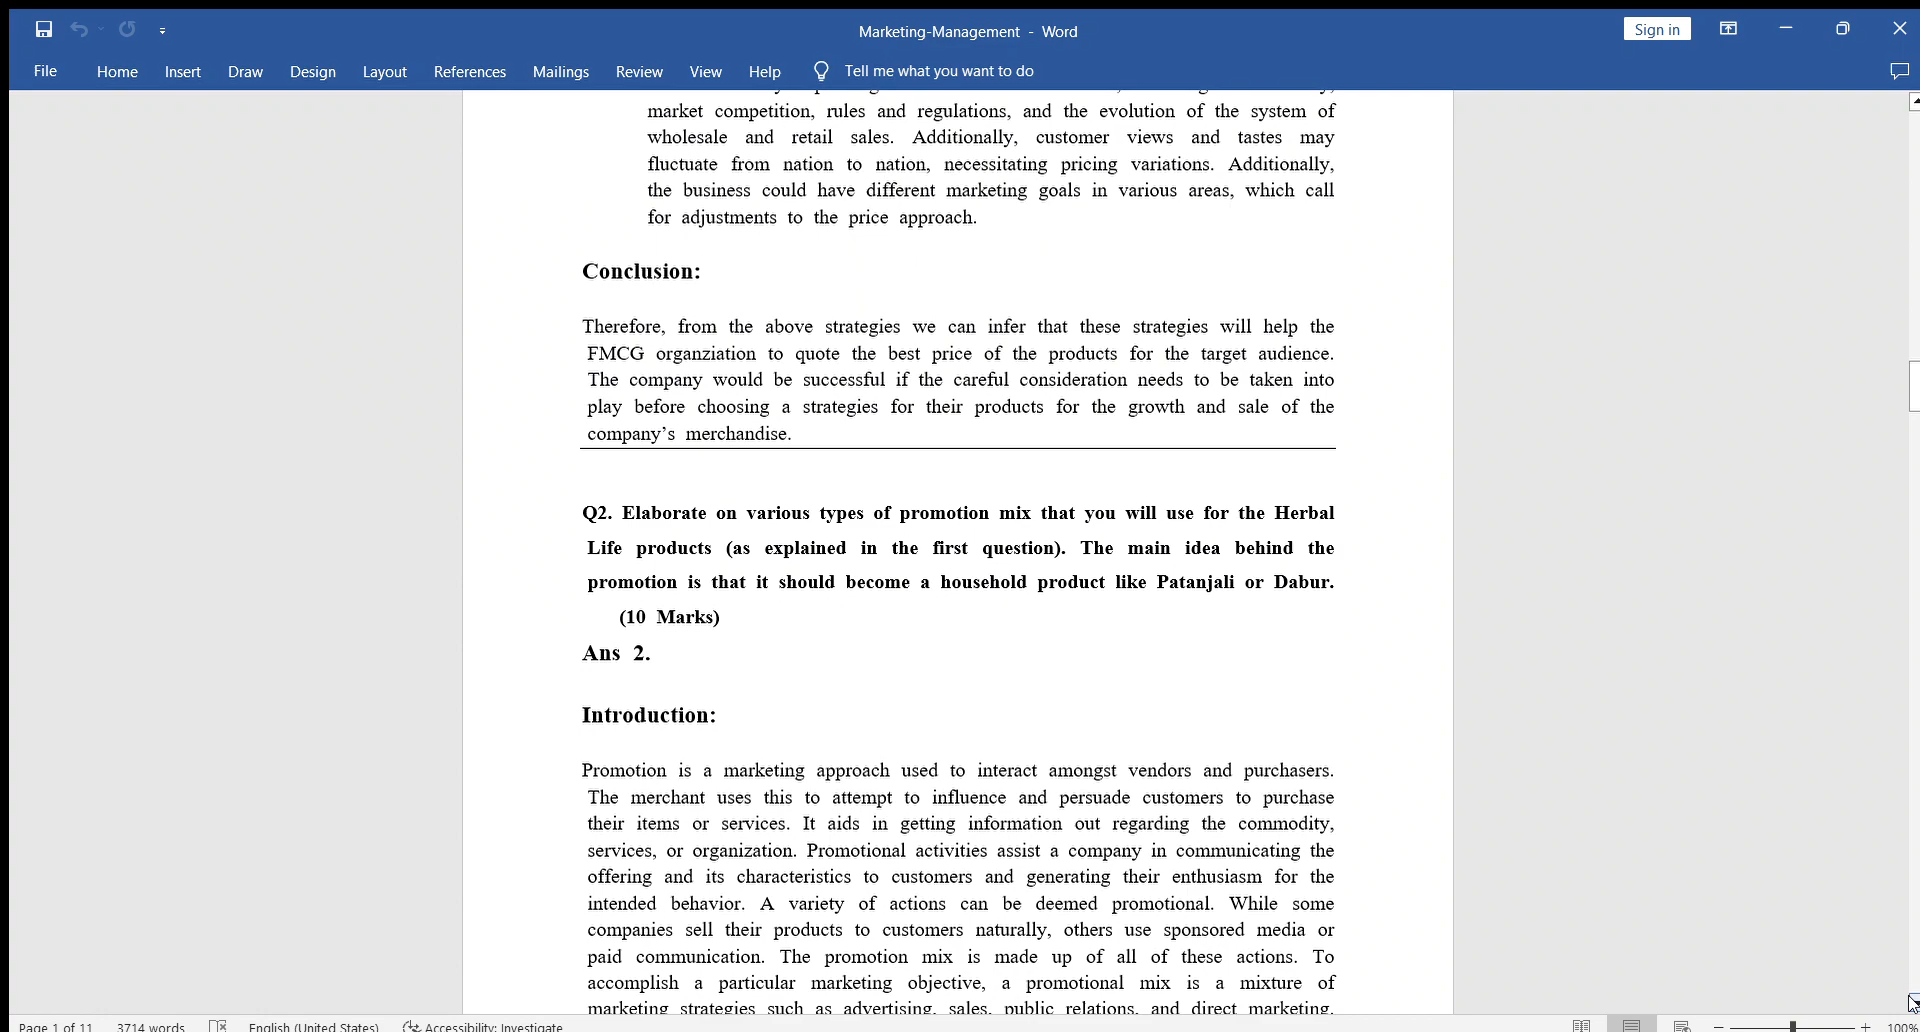 Marketing-Management - Word
Sign in
File Home Insert Draw Design Layout References Mailings Review View Help Tell me what you want to do
market competition, rules and regulations, and the evolution of the system of
wholesale and retail sales. Additionally, customer views and tastes may
fluctuate from nation to nation, necessitating pricing variations. Additionally,
the business could have different marketing goals in various areas, which call
for adjustments to the price approach.
Conclusion:
Therefore, from the above strategies we can infer that these strategies will help the
FMCG organziation to quote the best price of the products for the target audience.
The company would be successful if the careful consideration needs to be taken into
play before choosing a strategies for their products for the growth and sale of the
company’s merchandise.
Q2. Elaborate on various types of promotion mix that you will use for the Herbal
Life products (as explained in the first question). The main idea behind the
promotion is that it should become a household product like Patanjali or Dabur.
(10 Marks)
Ans 2.
Introduction:
Promotion is a marketing approach used to interact amongst vendors and purchasers.
The merchant uses this to attempt to influence and persuade customers to purchase
their items or services. It aids in getting information out regarding the commodity,
services, or organization. Promotional activities assist a company in communicating the
offering and its characteristics to customers and generating their enthusiasm for the
intended behavior. A variety of actions can be deemed promotional. While some
companies sell their products to customers naturally, others use sponsored media or
paid communication. The promotion mix is made up of all of these actions. To
accomplish a particular marketing objective, a promotional mix is a mixture of
marketing strategies such as advertising, sales, public relations, and direct marketing.
Page 1 of 11 3714 words English (United States) Accessibility: Investigate 100%